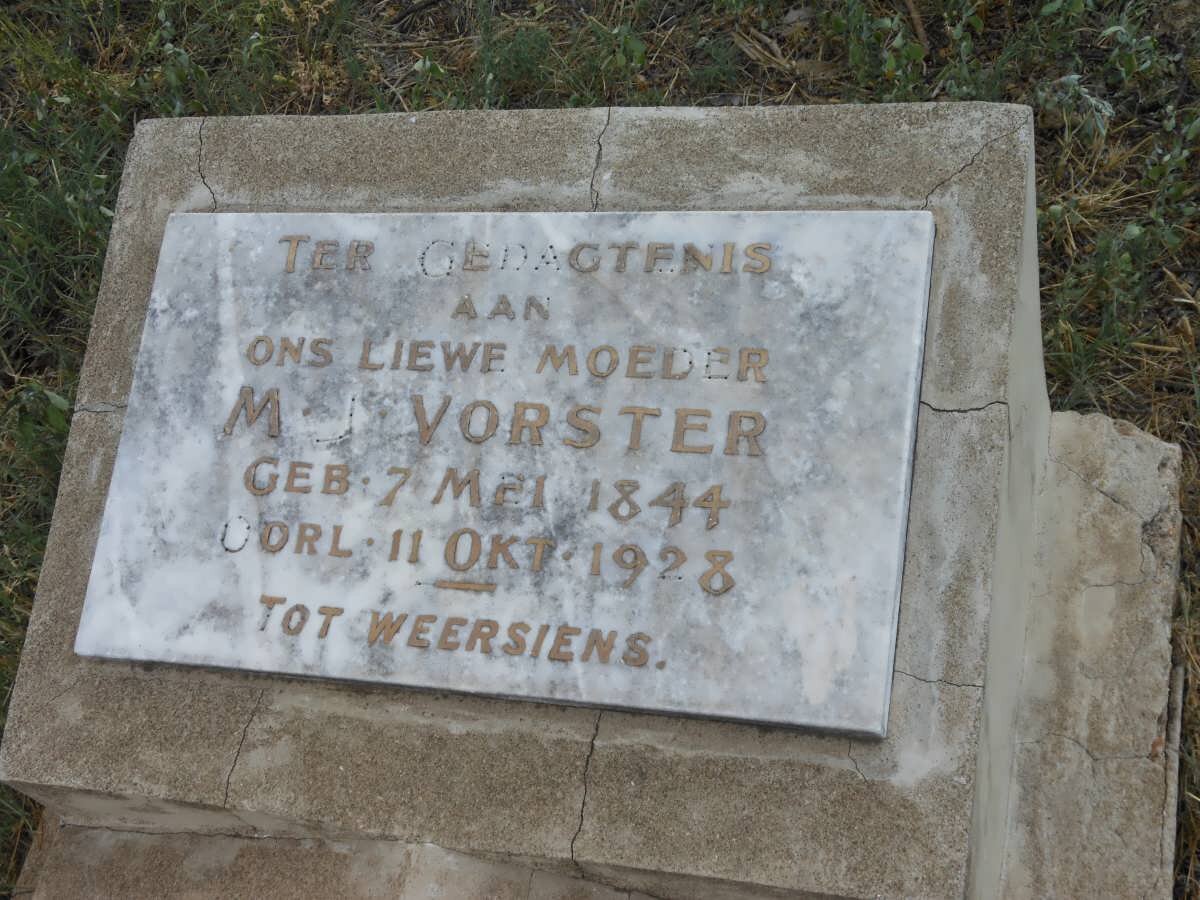 TER GEDAGTENIS
AAN
ONS LIEWE MOEDER
M · J · VORSTER
GEB · 7 MEI 1844
OORL · 11 OKT · 1928
TOT WEERSIENS.